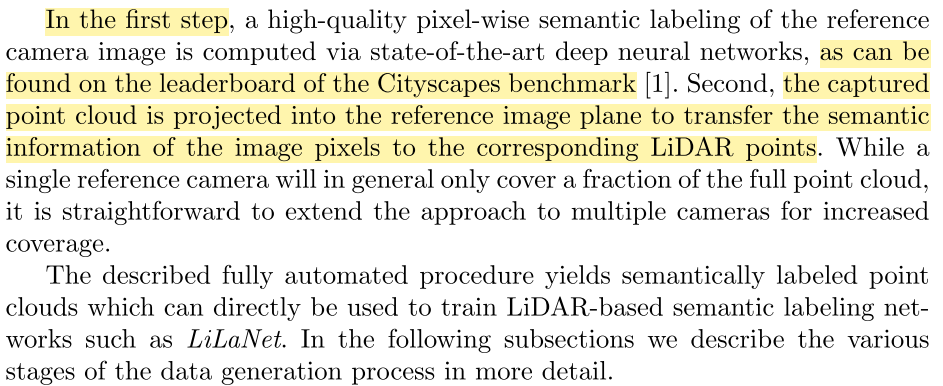 In the first step, a high-quality pixel-wise semantic labeling of the reference
camera image is computed via state-of-the-art deep neural networks, as can be
found on the leaderboard of the Cityscapes benchmark [1]. Second, the captured
point cloud is projected into the reference image plane to transfer the semantic
information of the image pixels to the corresponding LiDAR points. While a
single reference camera will in general only cover a fraction of the full point cloud,
it is straightforward to extend the approach to multiple cameras for increased
coverage.
The described fully automated procedure yields semantically labeled point
clouds which can directly be used to train LiDAR-based semantic labeling net-
works such as LiLaNet. In the following subsections we describe the various
stages of the data generation process in more detail.